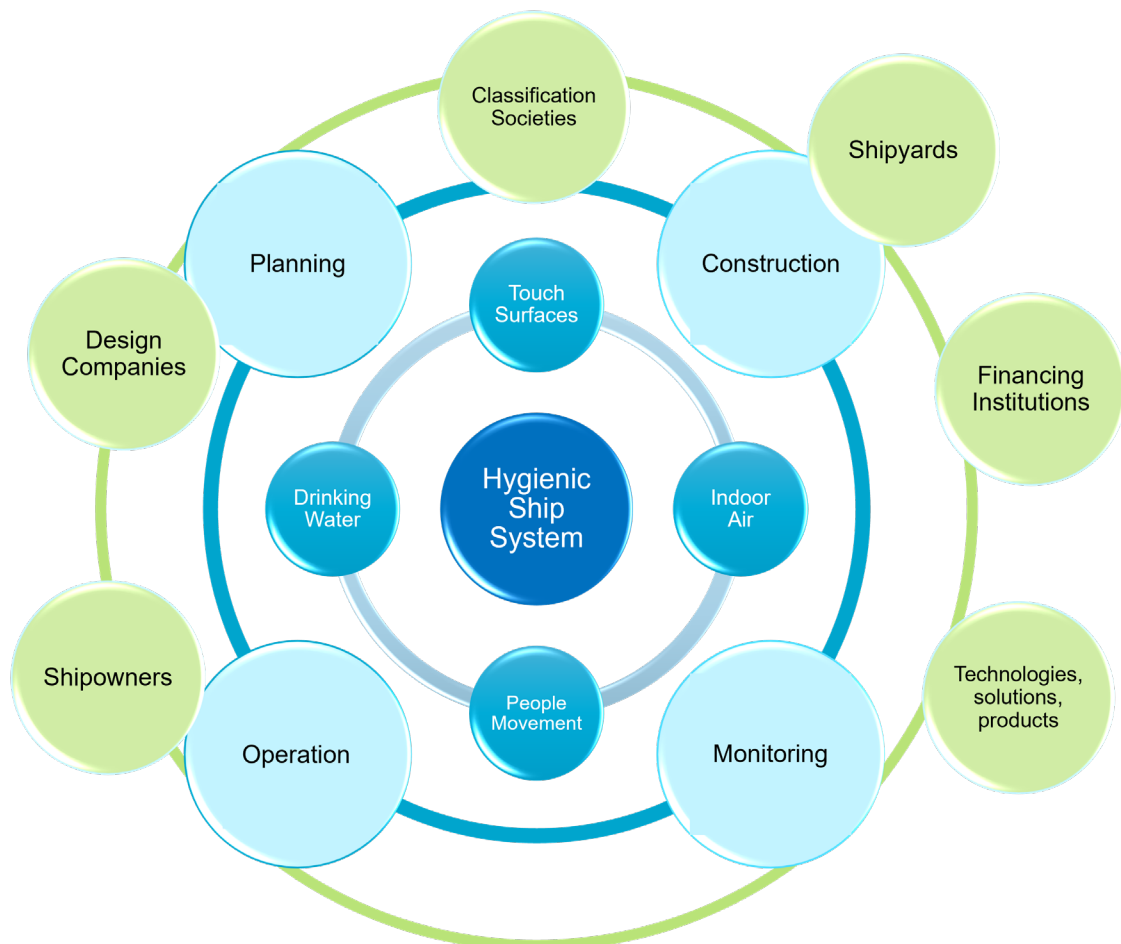 Classification
Societies
Shipyards
Planning
Construction
Touch
Surfaces
Design
Companies
Financing
Institutions
Drinking
Water
Hygienic
Ship
System
Indoor
Air
Shipowners
People
Movement
Technologies,
solutions,
products
Operation
Monitoring